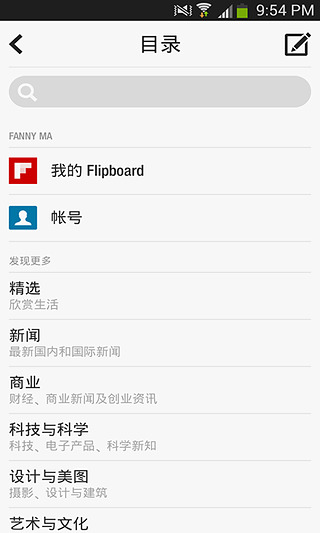 9:54 PM
目录
FANNY MA
我的 Flipboard
帐号
发现更多
精选
欣赏生活
新闻
最新国内和国际新闻
商业
财经、商业新闻及创业资讯
科技与科学
科技、电子产品、科学新知
设计与美图
摄影、设计与建筑
艺术与文化